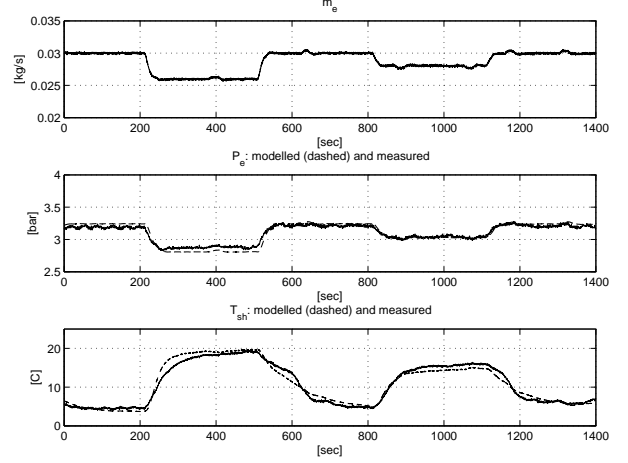 m_e
0.035
0.03
0.025
0.02
[kg/s]
0 200 400 600 800 1000 1200 1400
[sec]
P_e: modelled (dashed) and measured
4
3.5
3
2.5
[bar]
0 200 400 600 800 1000 1200 1400
[sec]
T_sh: modelled (dashed) and measured
20
10
0
[C]
0 200 400 600 800 1000 1200 1400
[sec]